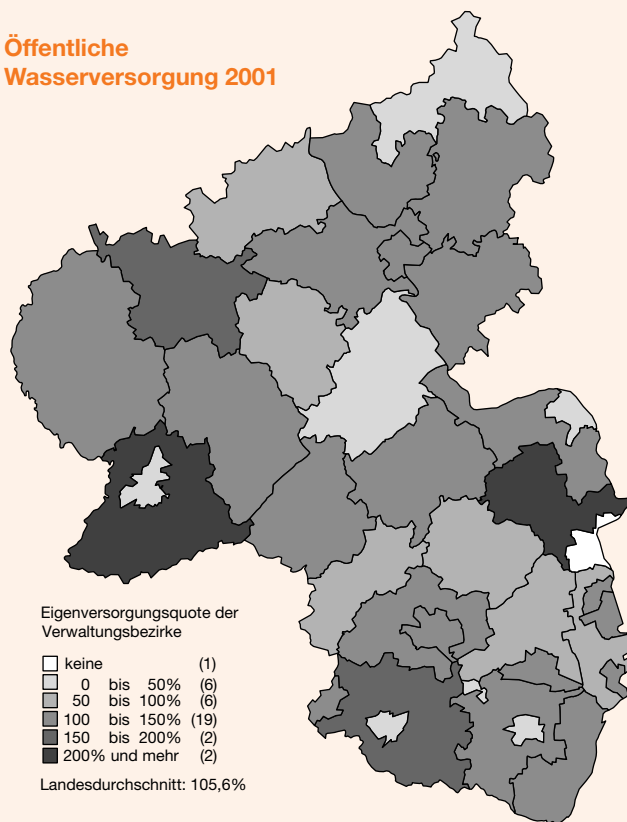 Öffentliche
Wasserversorgung 2001
Eigenversorgungsquote der
Verwaltungsbezirke
keine (1)
0 bis 50% (6)
50 bis 100% (6)
100 bis 150% (19)
150 bis 200% (2)
200% und mehr (2)
Landesdurchschnitt: 105,6%